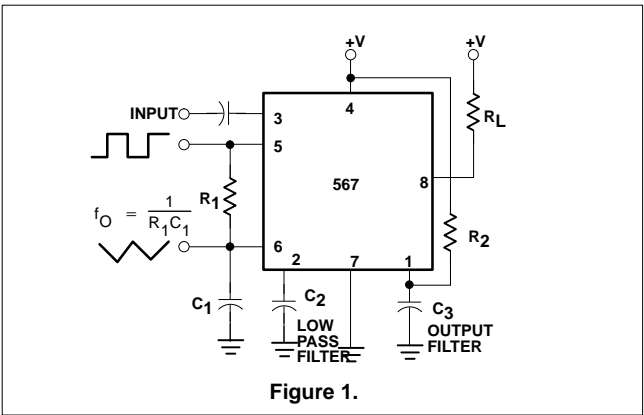 +V
+V
INPUT
3
4
RL
5
R1
567
8
fO = 1/R1C1
R2
6
2
7
1
C1
C2
C3
LOW
PASS
FILTER
OUTPUT
FILTER
Figure 1.